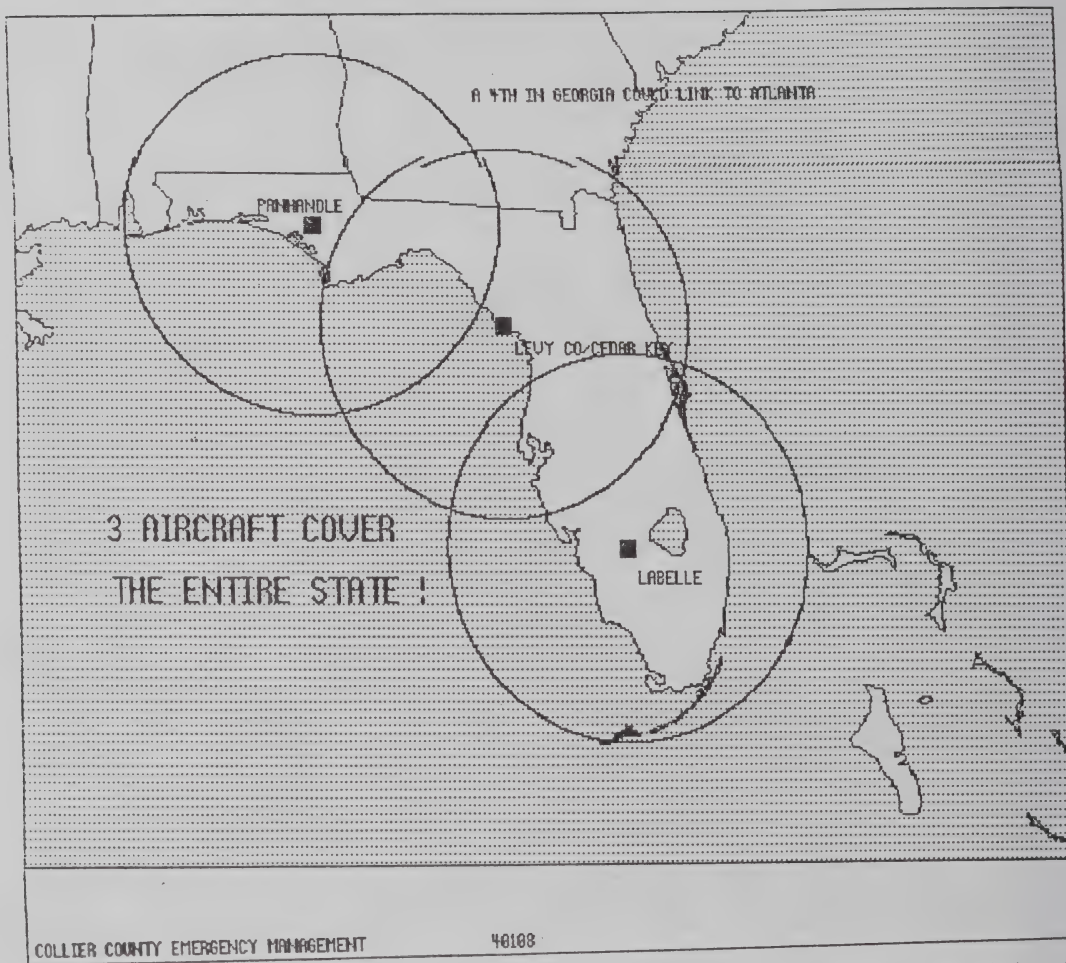 A 4TH IN GEORGIA COULD LINK TO ATLANTA
PANHANDLE
LEVY CO/CEDAR KEY
3 AIRCRAFT COVER
THE ENTIRE STATE !
LABELLE
COLLIER COUNTY EMERGENCY MANAGEMENT 40108